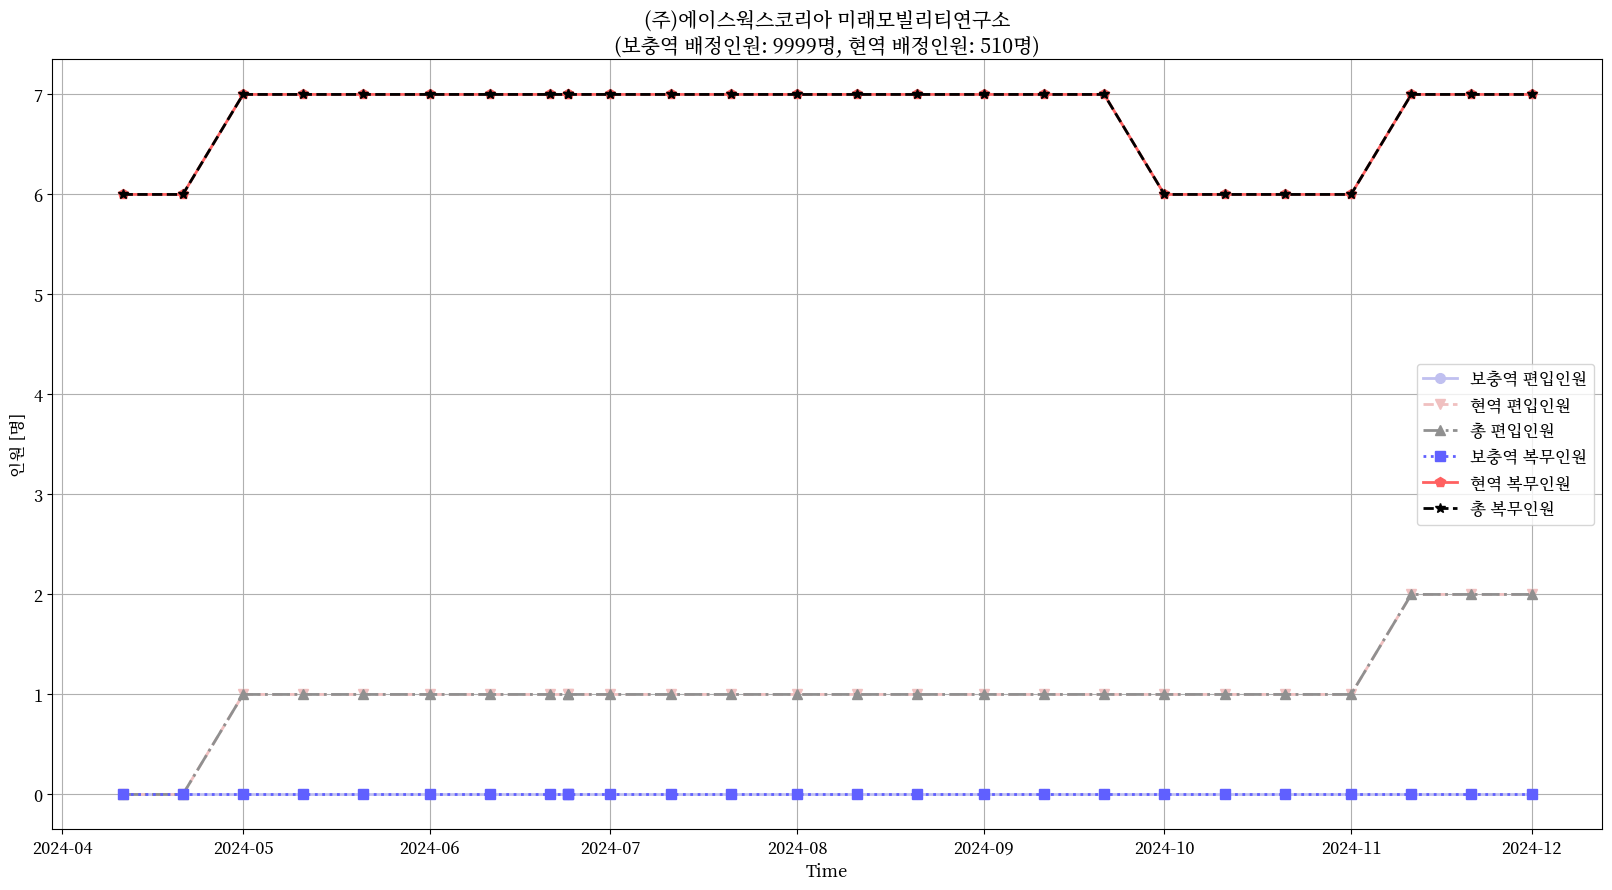 (주)에이스웍스코리아 미래모빌리티연구소
(보충역 배정인원: 9999명, 현역 배정인원: 510명)
인원 [명]
7
6
5
4
3
2
1
0
보충역 편입인원
현역 편입인원
총 편입인원
보충역 복무인원
현역 복무인원
총 복무인원
2024-04 2024-05 2024-06 2024-07 2024-08 2024-09 2024-10 2024-11 2024-12
Time